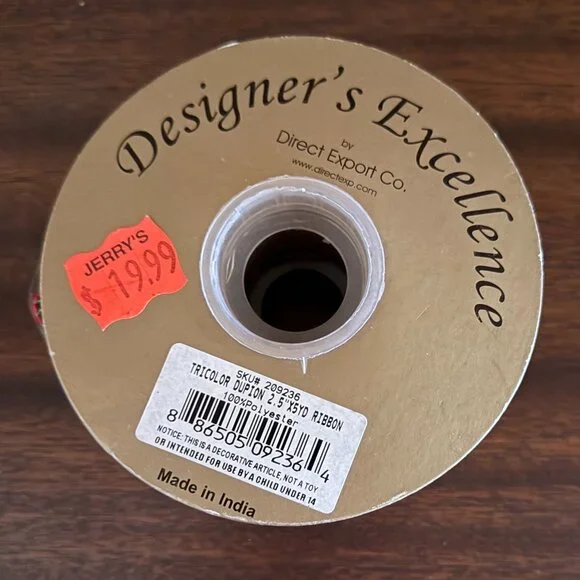 Designer's Excellence
by
Direct Export Co.
www.directexp.com
JERRY'S
$19.99
SKU# 209236
TRICOLOR DUPION 2.5"X5YD RIBBON
100%Polyester
8 86505 09236 4
NOTICE: THIS IS A DECORATIVE ARTICLE, NOT A TOY
OR INTENDED FOR USE BY A CHILD UNDER 14
Made in India